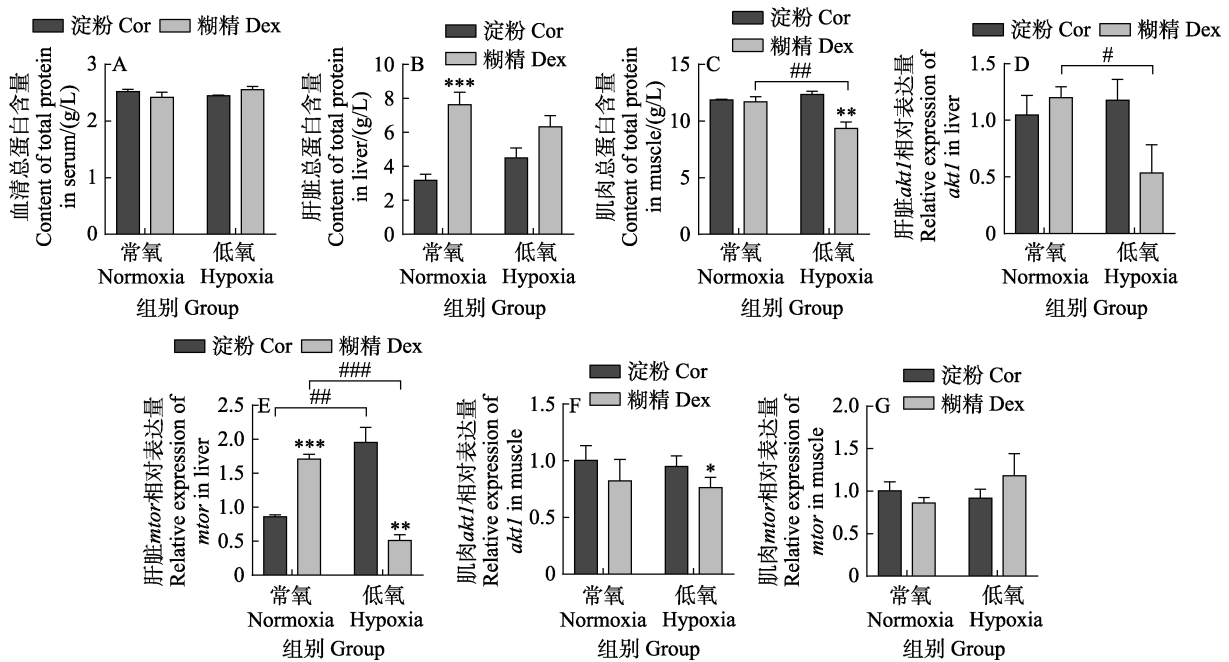 淀粉 Cor 糊精 Dex
A
血清总蛋白含量
Content of total protein
in serum/(g/L)
3
2
1
0
常氧 低氧
Normoxia Hypoxia
组别 Group
淀粉 Cor
糊精 Dex
B
肝脏总蛋白含量
Content of total protein
in liver/(g/L)
10
8
6
4
2
0
***
常氧 低氧
Normoxia Hypoxia
组别 Group
淀粉 Cor
糊精 Dex
C
肌肉总蛋白含量
Content of total protein
in muscle/(g/L)
15
10
5
0
##
**
常氧 低氧
Normoxia Hypoxia
组别 Group
淀粉 Cor 糊精 Dex
D
肝脏akt1相对表达量
Relative expression of
akt1 in liver
1.5
1.0
0.5
0
#
常氧 低氧
Normoxia Hypoxia
组别 Group
淀粉 Cor 糊精 Dex
E
肝脏mtor相对表达量
Relative expression of
mtor in liver
2.5
2.0
1.5
1.0
0.5
0
###
##
***
**
常氧 低氧
Normoxia Hypoxia
组别 Group
淀粉 Cor
糊精 Dex
F
肌肉akt1相对表达量
Relative expression of
akt1 in muscle
1.5
1.0
0.5
0
*
常氧 低氧
Normoxia Hypoxia
组别 Group
淀粉 Cor
糊精 Dex
G
肌肉mtor相对表达量
Relative expression of
mtor in muscle
2.0
1.5
1.0
0.5
0
常氧 低氧
Normoxia Hypoxia
组别 Group